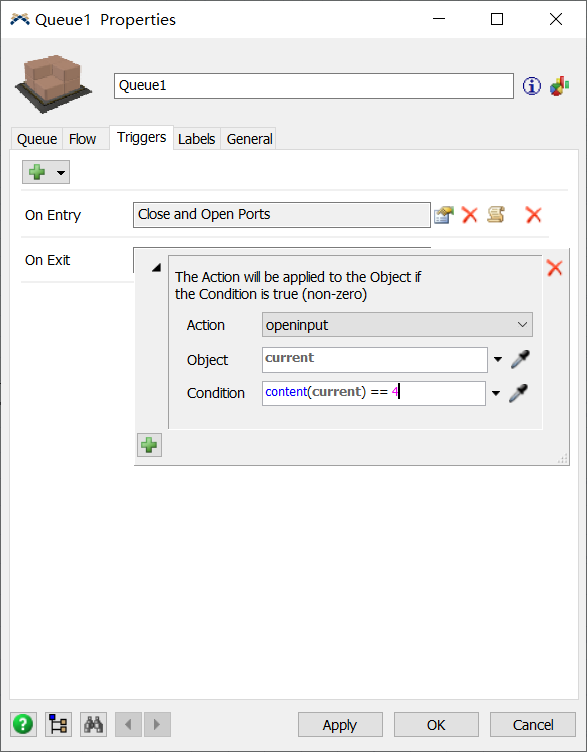 Queue1 Properties
Queue1
Queue Flow Triggers Labels General
On Entry Close and Open Ports
On Exit
The Action will be applied to the Object if
the Condition is true (non-zero)
Action openinput
Object current
Condition content(current) == 4
Apply OK Cancel